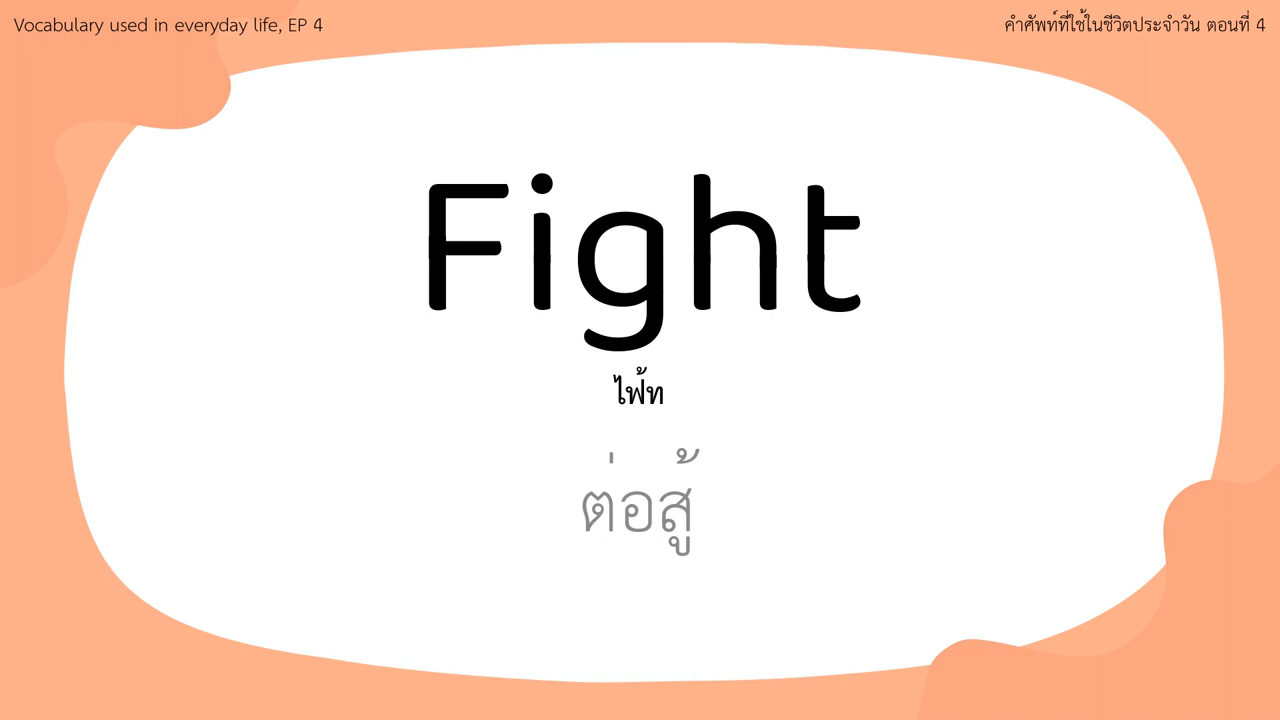 Vocabulary used in everyday life, EP 4
คำศัพท์ที่ใช้ในชีวิตประจำวัน ตอนที่ 4
Fight
ไฟ้ท
ต่อสู้